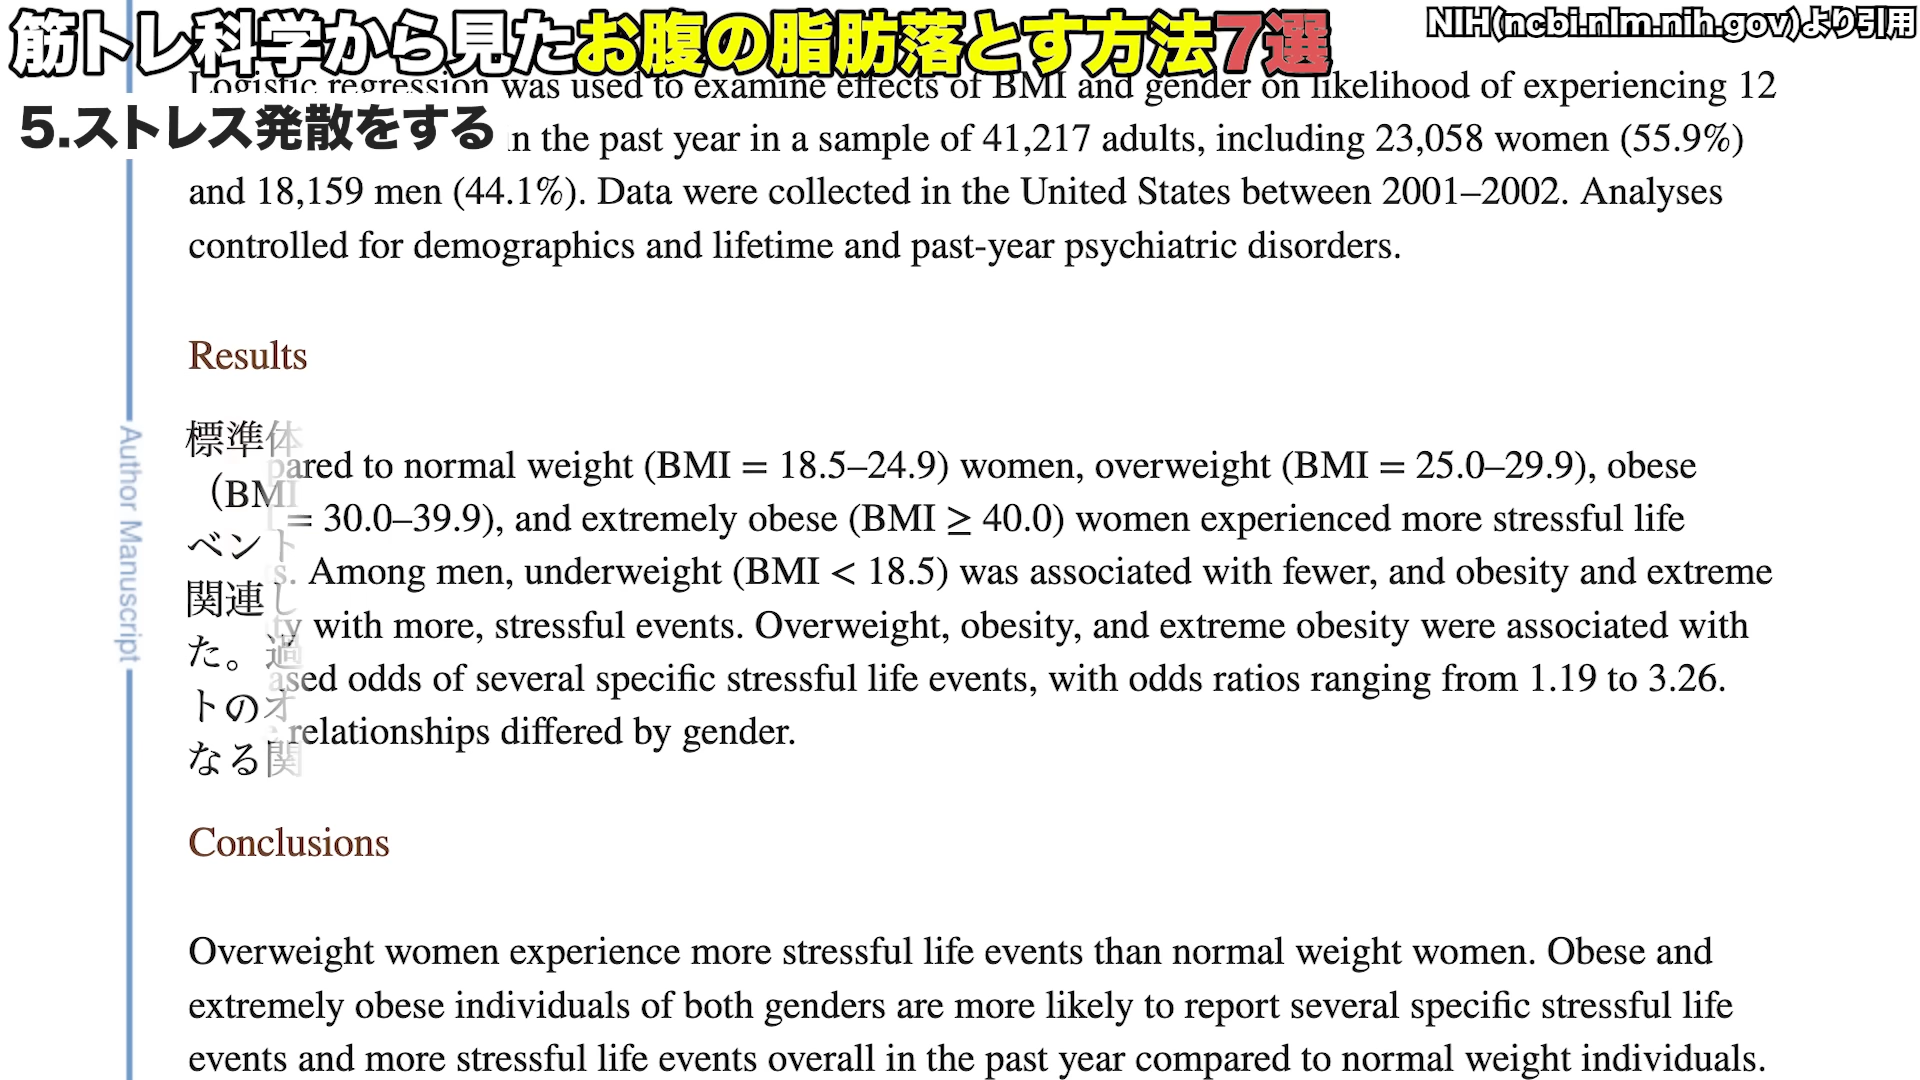 筋トレ科学から見たお腹の脂肪落とす方法7選
NIH(ncbi.nlm.nih.gov)より引用
Logistic regression was used to examine effects of BMI and gender on likelihood of experiencing 12
5.ストレス発散をする
in the past year in a sample of 41,217 adults, including 23,058 women (55.9%)
and 18,159 men (44.1%). Data were collected in the United States between 2001–2002. Analyses
controlled for demographics and lifetime and past-year psychiatric disorders.
Results
標準体
(BMI
ベント
関連し
た。過
トのオ
なる関
pared to normal weight (BMI = 18.5–24.9) women, overweight (BMI = 25.0–29.9), obese
= 30.0–39.9), and extremely obese (BMI ≥ 40.0) women experienced more stressful life
s. Among men, underweight (BMI < 18.5) was associated with fewer, and obesity and extreme
ty with more, stressful events. Overweight, obesity, and extreme obesity were associated with
ased odds of several specific stressful life events, with odds ratios ranging from 1.19 to 3.26.
relationships differed by gender.
Author Manuscript
Conclusions
Overweight women experience more stressful life events than normal weight women. Obese and
extremely obese individuals of both genders are more likely to report several specific stressful life
events and more stressful life events overall in the past year compared to normal weight individuals.